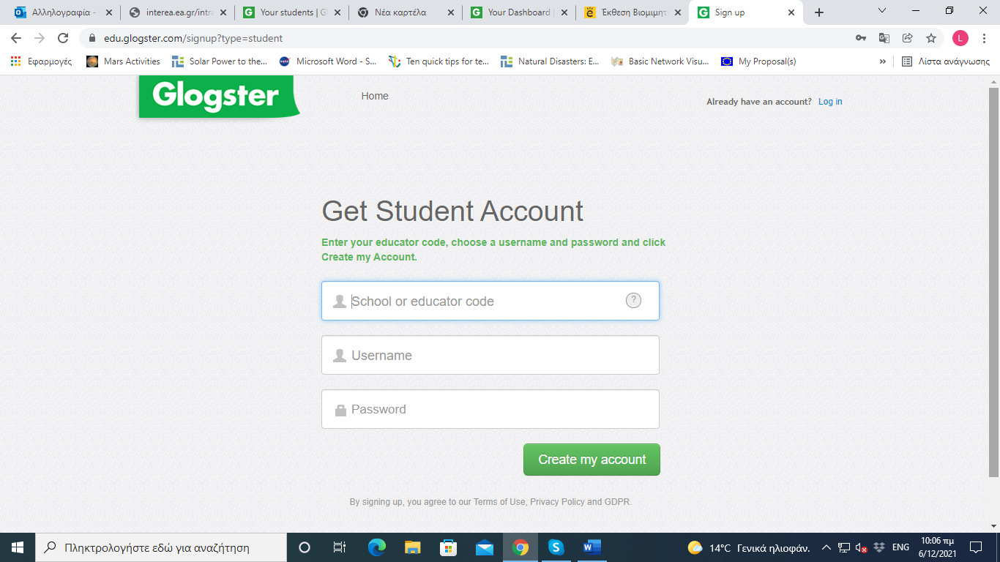 Αλληλογραφία -
interea.ea.gr/intra
Your students | G
Νέα καρτέλα
Your Dashboard |
Έκθεση Βιομιμητ
Sign up
edu.glogster.com/signup?type=student
L
Εφαρμογές
Mars Activities
Solar Power to the...
Microsoft Word - S...
Ten quick tips for te...
Natural Disasters: E...
Basic Network Visu...
My Proposal(s)
»
Λίστα ανάγνωσης
Glogster
Home
Already have an account? Log in
Get Student Account
Enter your educator code, choose a username and password and click
Create my Account.
School or educator code
?
Username
Password
Create my account
By signing up, you agree to our Terms of Use, Privacy Policy and GDPR.
Πληκτρολογήστε εδώ για αναζήτηση
14°C Γενικά ηλιοφάν.
ENG
10:06 πμ
6/12/2021